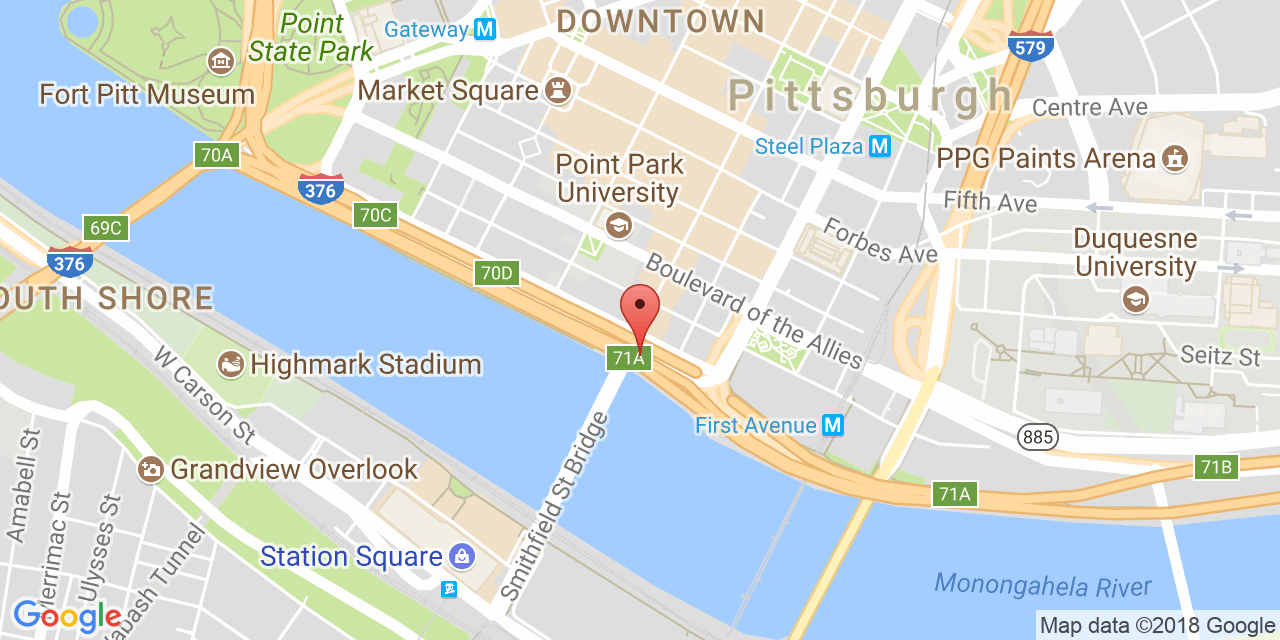 Point
State Park
Gateway M
DOWNTOWN
579
Fort Pitt Museum
Market Square
Pittsburgh
Centre Ave
70A
Steel Plaza M
PPG Paints Arena
Point Park
University
376
70C
Fifth Ave
69C
Forbes Ave
Duquesne
University
376
70D
Boulevard of the Allies
OUTH SHORE
71A
Seitz St
Highmark Stadium
W Carson St
First Avenue M
885
Smithfield St Bridge
71B
Grandview Overlook
71A
Amabell St
Merrimac St
Ulysses St
Wabash Tunnel
Station Square
Monongahela River
Google
Map data ©2018 Google